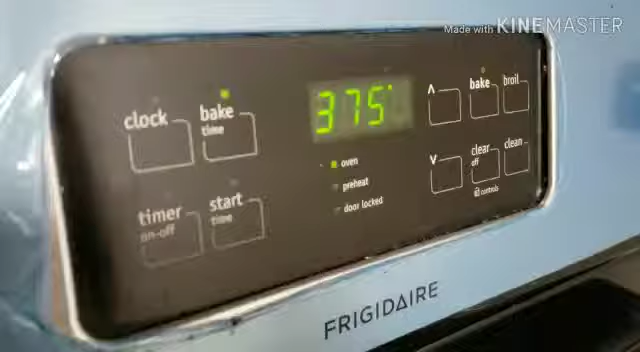 Made with KINEMASTER
clock
bake
time
375°
bake
broil
oven
preheat
door locked
clear
off
controls
clean
timer
on-off
start
time
FRIGIDAIRE